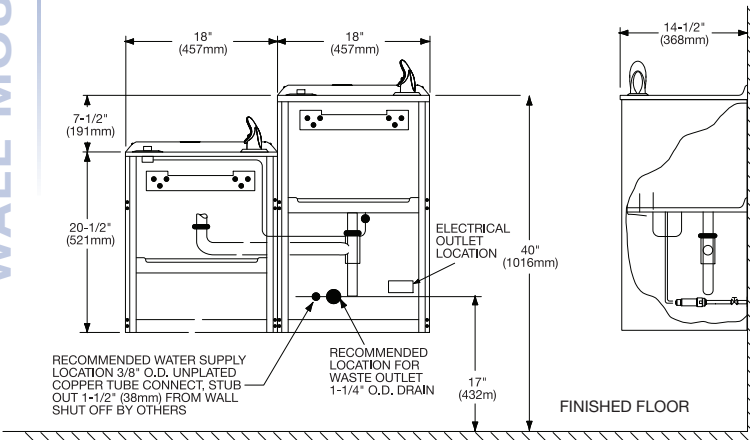 WALL MOU
18"
(457mm)
18"
(457mm)
14-1/2"
(368mm)
7-1/2"
(191mm)
20-1/2"
(521mm)
ELECTRICAL
OUTLET
LOCATION
40"
(1016mm)
RECOMMENDED WATER SUPPLY
LOCATION 3/8" O.D. UNPLATED
COPPER TUBE CONNECT, STUB
OUT 1-1/2" (38mm) FROM WALL
SHUT OFF BY OTHERS
RECOMMENDED
LOCATION FOR
WASTE OUTLET
1-1/4" O.D. DRAIN
17"
(432m)
FINISHED FLOOR